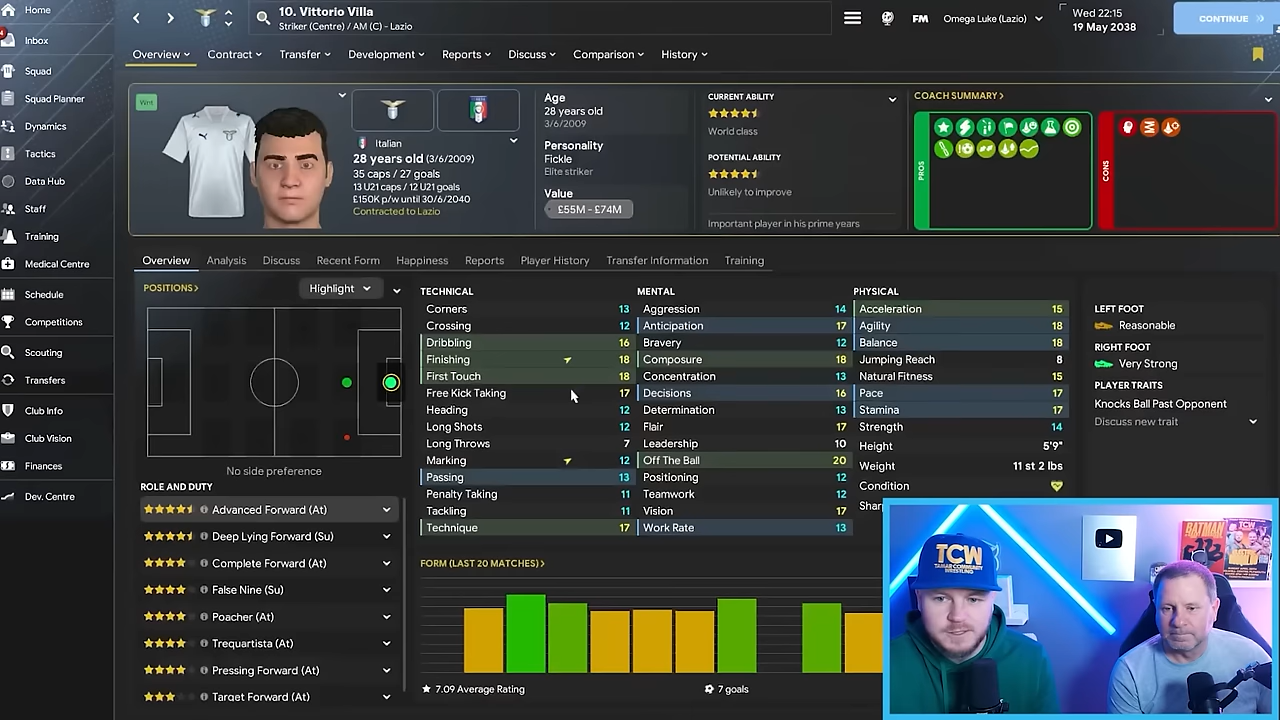 Home
Inbox
Squad
Squad Planner
Dynamics
Tactics
Data Hub
Staff
Training
Medical Centre
Schedule
Competitions
Scouting
Transfers
Club Info
Club Vision
Finances
Dev. Centre
10. Vittorio Villa
Striker (Centre) / AM (C) - Lazio
FM
Omega Luke (Lazio)
Wed 22:15
19 May 2038
CONTINUE
Overview
Contract
Transfer
Development
Reports
Discuss
Comparison
History
Wnt
Italian
28 years old (3/6/2009)
35 caps / 27 goals
13 U21 caps / 12 U21 goals
£150K p/w until 30/6/2040
Contracted to Lazio
Age
28 years old
3/6/2009
Personality
Fickle
Elite striker
Value
£55M - £74M
CURRENT ABILITY
World class
POTENTIAL ABILITY
Unlikely to improve
Important player in his prime years
COACH SUMMARY
PROS
CONS
Overview
Analysis
Discuss
Recent Form
Happiness
Reports
Player History
Transfer Information
Training
POSITIONS
Highlight
No side preference
ROLE AND DUTY
Advanced Forward (At)
Deep Lying Forward (Su)
Complete Forward (At)
False Nine (Su)
Poacher (At)
Trequartista (At)
Pressing Forward (At)
Target Forward (At)
TECHNICAL
Corners 13
Crossing 12
Dribbling 16
Finishing 18
First Touch 18
Free Kick Taking 17
Heading 12
Long Shots 12
Long Throws 7
Marking 12
Passing 13
Penalty Taking 11
Tackling 11
Technique 17
MENTAL
Aggression 14
Anticipation 17
Bravery 12
Composure 18
Concentration 13
Decisions 16
Determination 13
Flair 17
Leadership 10
Off The Ball 20
Positioning 12
Teamwork 12
Vision 17
Work Rate 13
PHYSICAL
Acceleration 15
Agility 18
Balance 18
Jumping Reach 8
Natural Fitness 15
Pace 17
Stamina 17
Strength 14
Height 5'9"
Weight 11 st 2 lbs
Condition
Shar
LEFT FOOT
Reasonable
RIGHT FOOT
Very Strong
PLAYER TRAITS
Knocks Ball Past Opponent
Discuss new trait
FORM (LAST 20 MATCHES)
7.09 Average Rating
7 goals
TCW
TAMAR COMMUNITY
WRESTLING
BATMAN
TCW